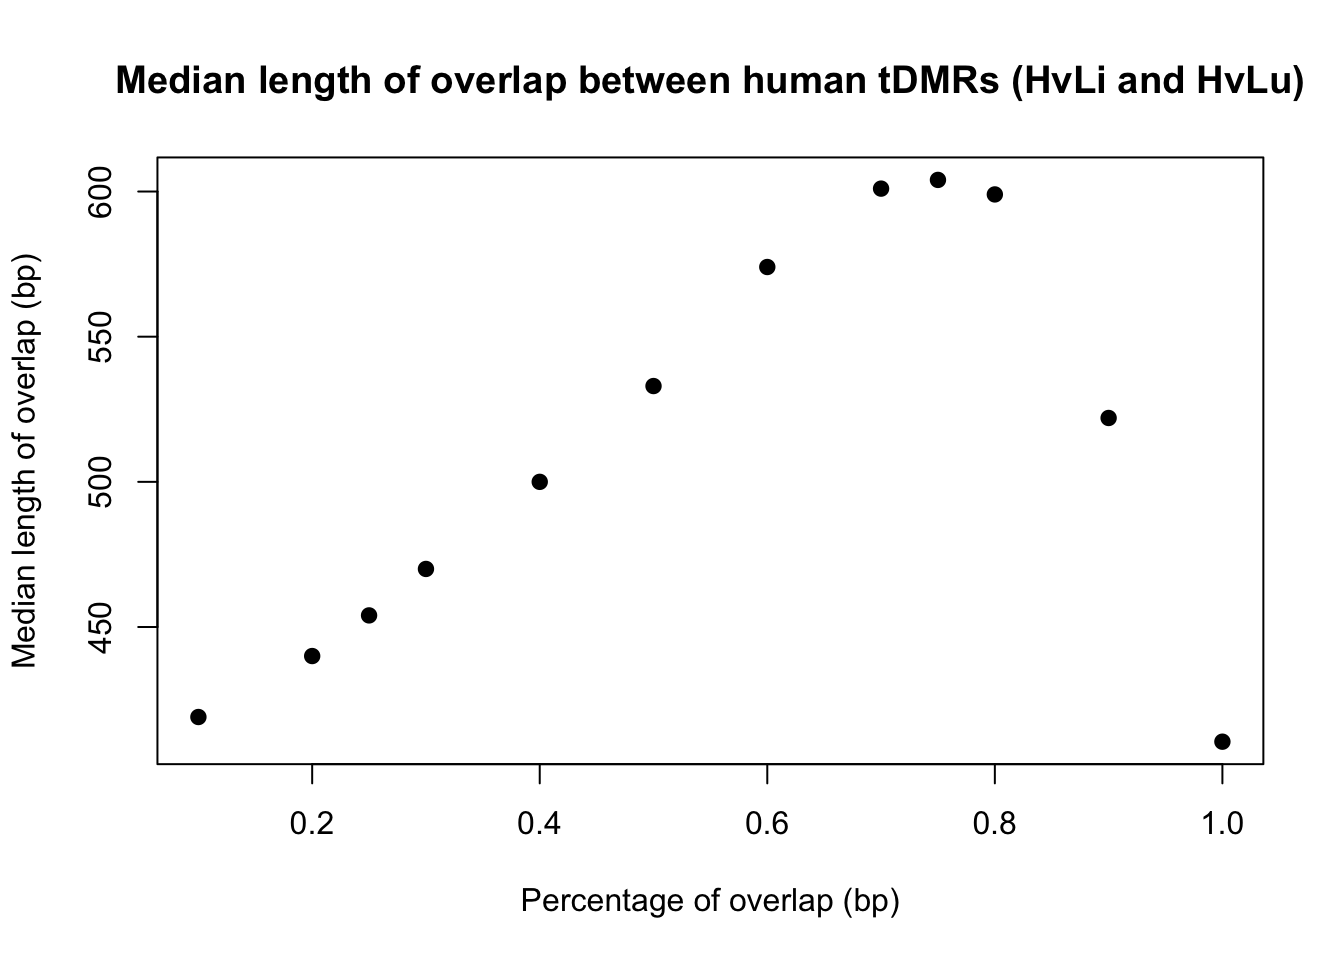 Median length of overlap between human tDMRs (HvLi and HvLu)
Median length of overlap (bp)
600
550
500
450
0.2 0.4 0.6 0.8 1.0
Percentage of overlap (bp)